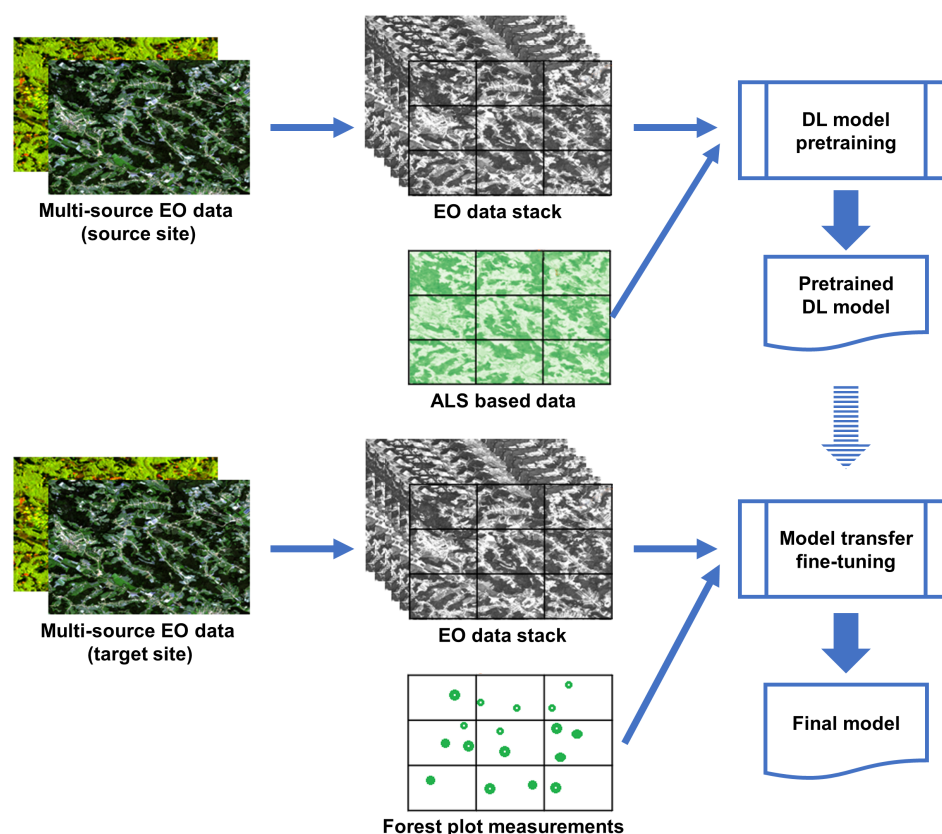 Multi-source EO data
(source site)
EO data stack
DL model
pretraining
ALS based data
Pretrained
DL model
Multi-source EO data
(target site)
EO data stack
Model transfer
fine-tuning
Forest plot measurements
Final model